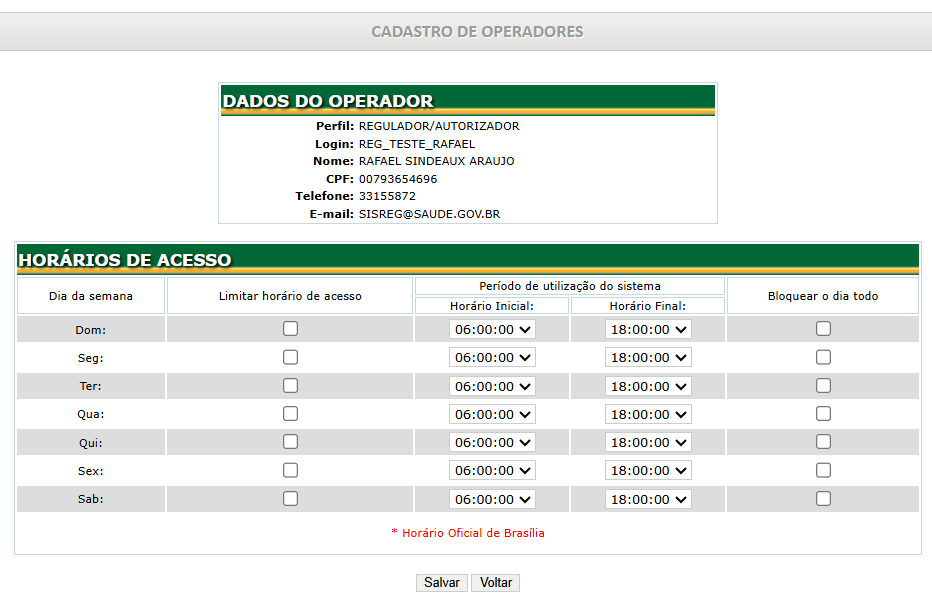 CADASTRO DE OPERADORES
DADOS DO OPERADOR
Perfil: REGULADOR/AUTORIZADOR
Login: REG_TESTE_RAFAEL
Nome: RAFAEL SINDEAUX ARAUJO
CPF: 00793654696
Telefone: 33155872
E-mail: SISREG@SAUDE.GOV.BR
HORÁRIOS DE ACESSO
Dia da semana Limitar horário de acesso Período de utilização do sistema Bloquear o dia todo
Horário Inicial: Horário Final:
Dom: 06:00:00 18:00:00
Seg: 06:00:00 18:00:00
Ter: 06:00:00 18:00:00
Qua: 06:00:00 18:00:00
Qui: 06:00:00 18:00:00
Sex: 06:00:00 18:00:00
Sab: 06:00:00 18:00:00
* Horário Oficial de Brasília
Salvar Voltar